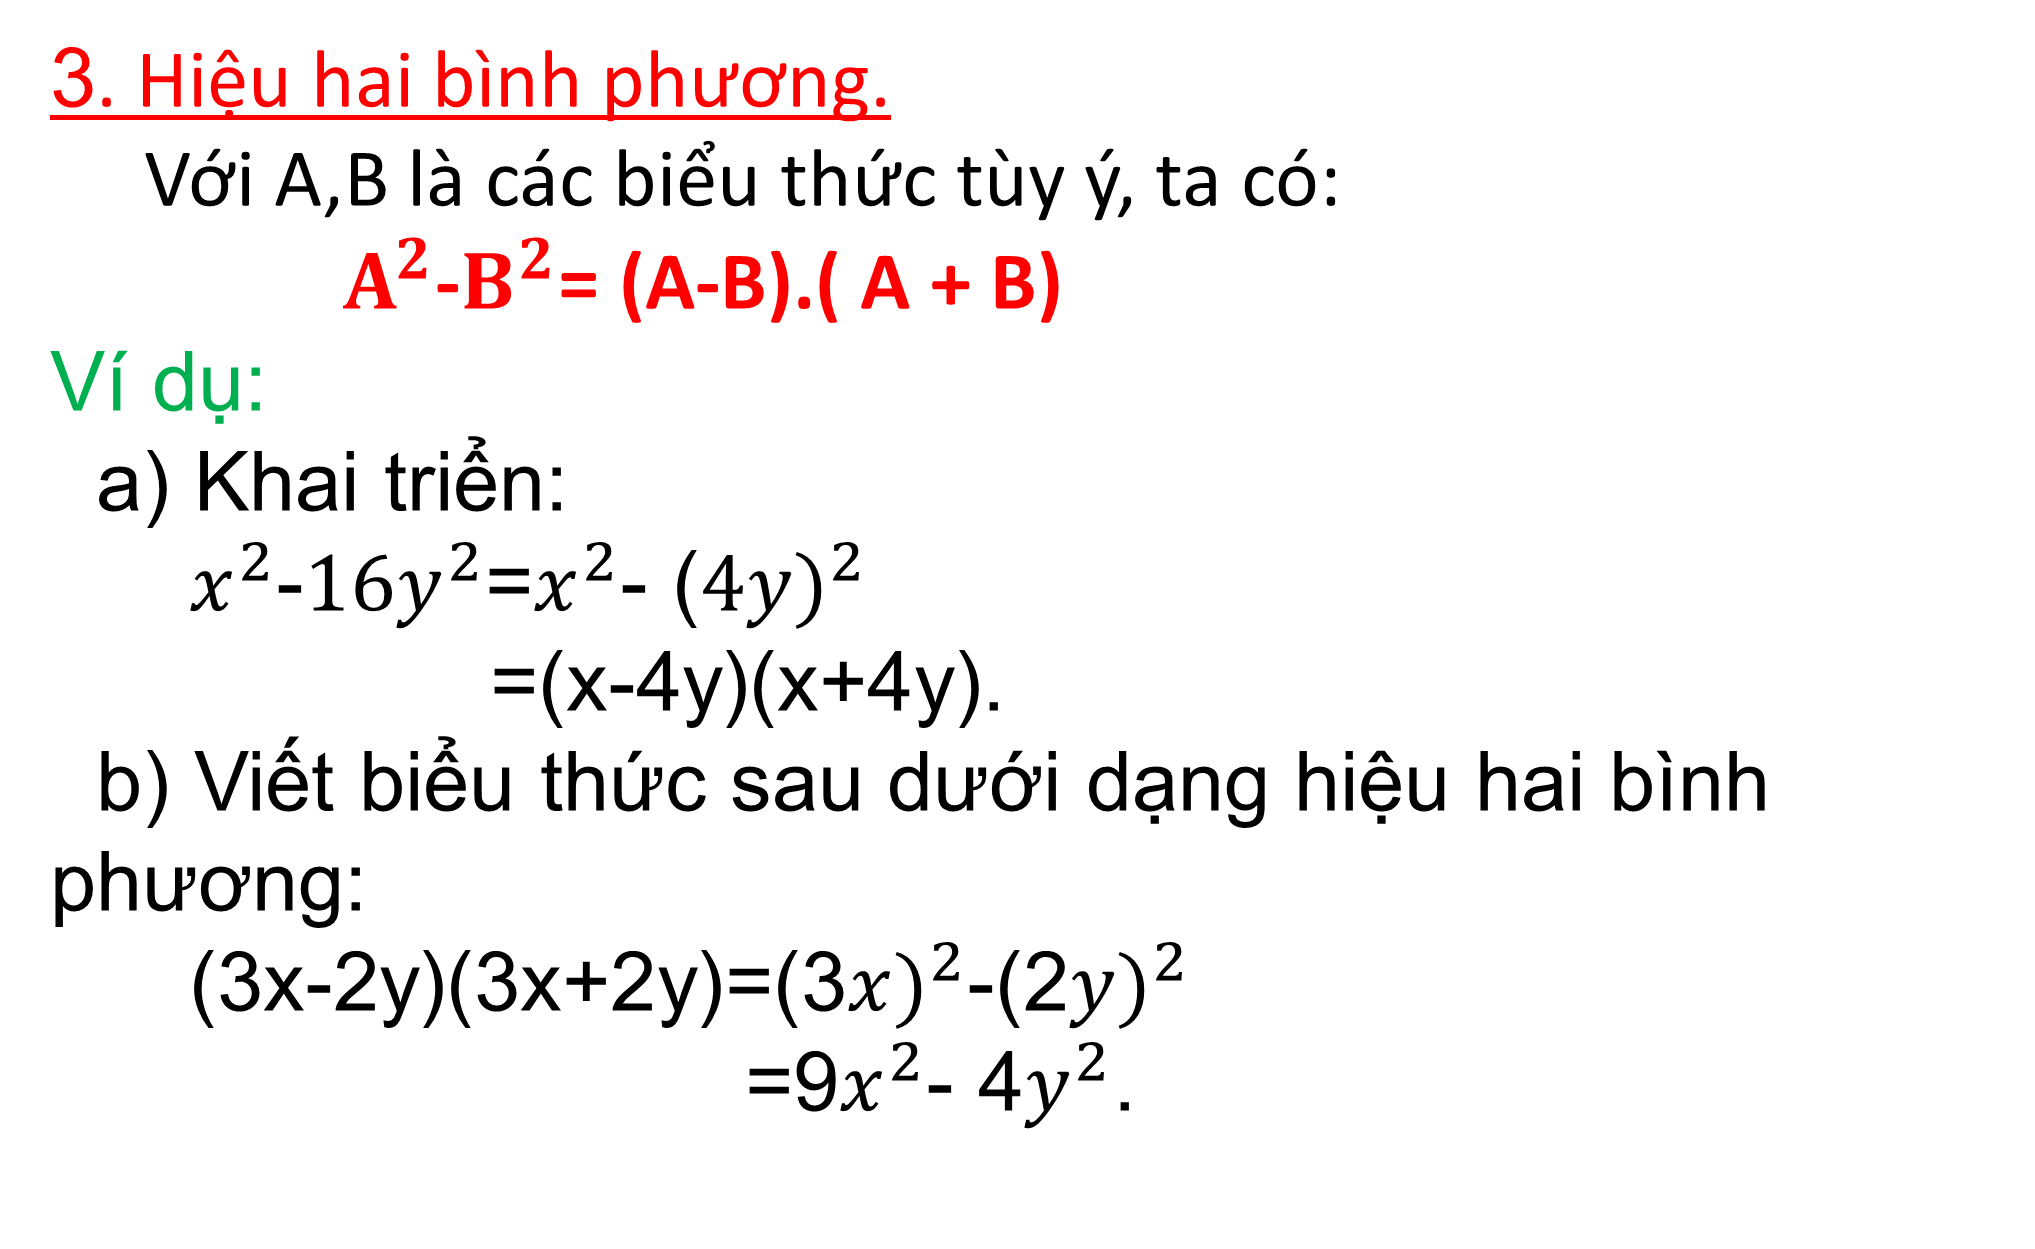 3. Hiệu hai bình phương.
Với A,B là các biểu thức tùy ý, ta có:
A²-B²= (A-B).( A + B)
Ví dụ:
a) Khai triển:
x²-16y²=x²- (4y)²
=(x-4y)(x+4y).
b) Viết biểu thức sau dưới dạng hiệu hai bình
phương:
(3x-2y)(3x+2y)=(3x)²-(2y)²
=9x²- 4y².